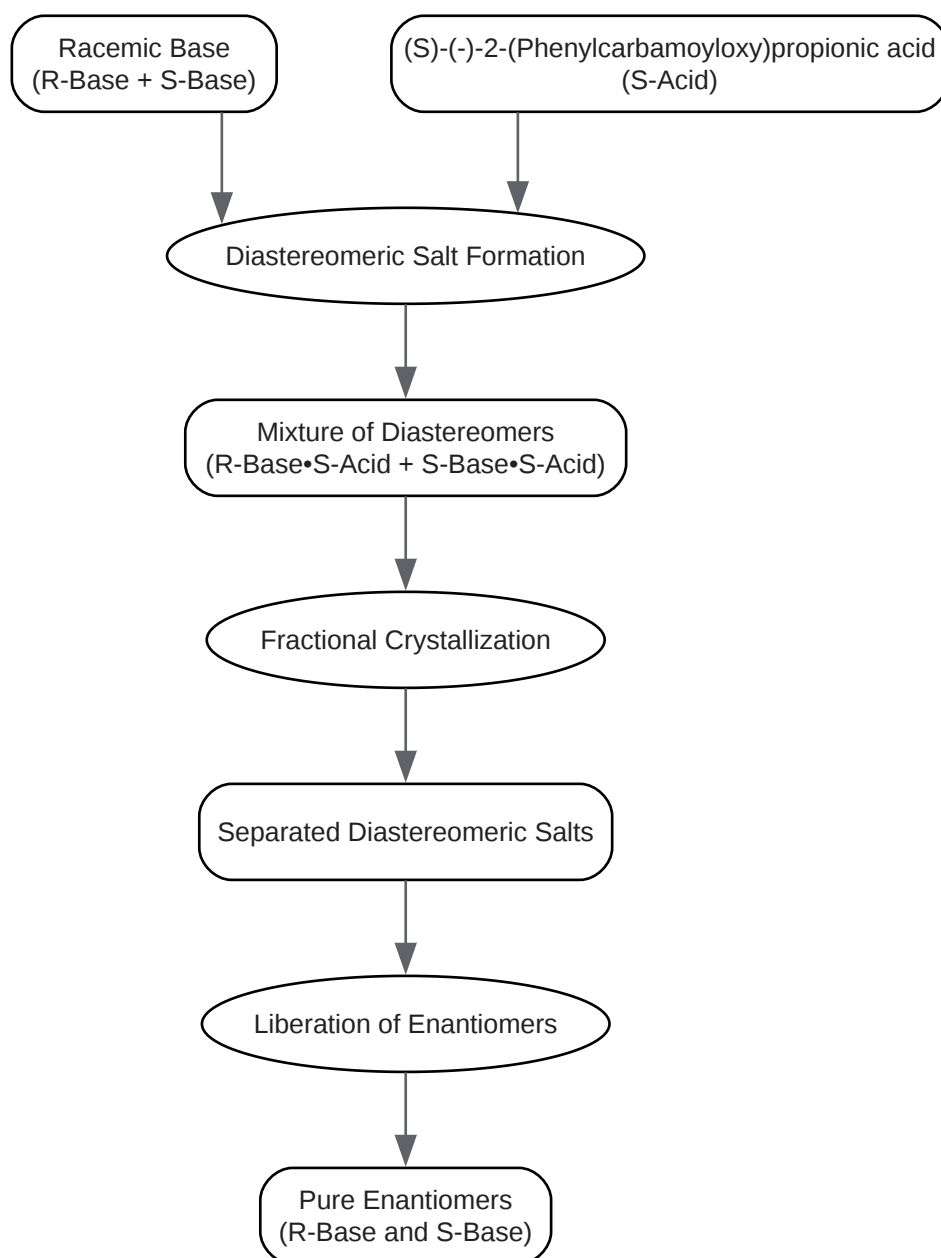 Racemic Base
(R-Base + S-Base)
(S)-(-)-2-(Phenylcarbamoyloxy)propionic acid
(S-Acid)
Diastereomeric Salt Formation
Mixture of Diastereomers
(R-Base•S-Acid + S-Base•S-Acid)
Fractional Crystallization
Separated Diastereomeric Salts
Liberation of Enantiomers
Pure Enantiomers
(R-Base and S-Base)